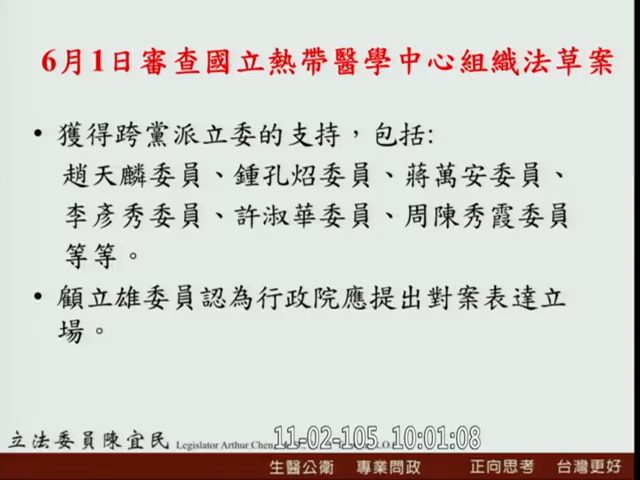 6月1日審查國立熱帶醫學中心組織法草案
• 獲得跨黨派立委的支持，包括:
趙天麟委員、鍾孔炤委員、蔣萬安委員、
李彥秀委員、許淑華委員、周陳秀霞委員
等等。
• 顧立雄委員認為行政院應提出對案表達立
場。
立法委員陳宜民 Legislator Arthur Chen,
11-02-105 10:01:08
生醫公衛 專業問政 正向思考 台灣更好